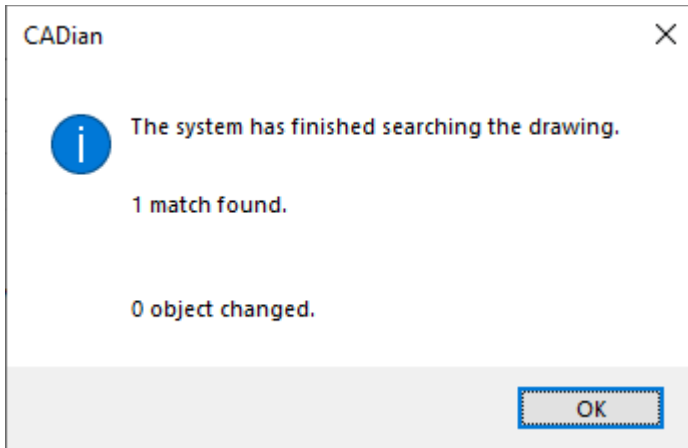 CADian
The system has finished searching the drawing.
1 match found.
0 object changed.
OK